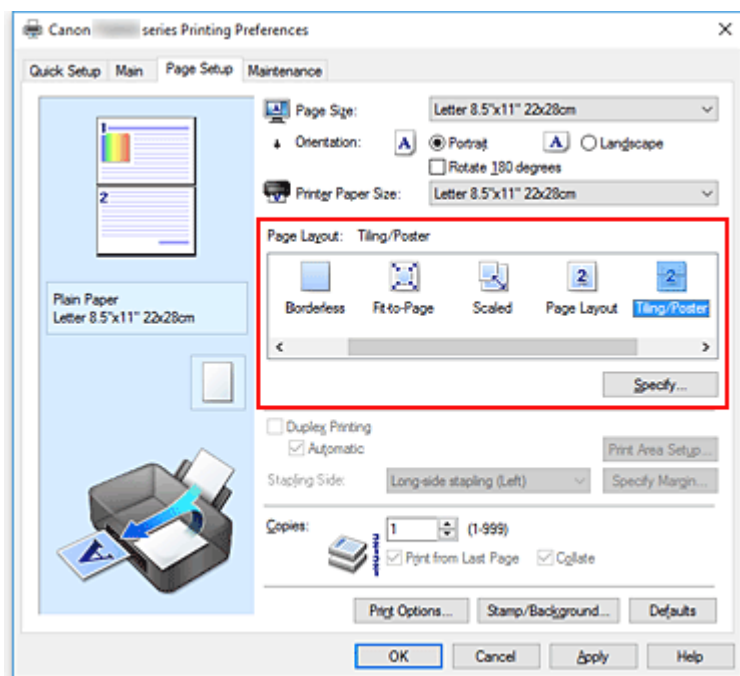 Canon series Printing Preferences
Quick Setup Main Page Setup Maintenance
1
2
Plain Paper
Letter 8.5"x11" 22x28cm
Page Size: Letter 8.5"x11" 22x28cm
Orientation: A Portrait A Landscape
Rotate 180 degrees
Printer Paper Size: Letter 8.5"x11" 22x28cm
Page Layout: Tiling/Poster
2 2
Borderless Fit-to-Page Scaled Page Layout Tiling/Poster
Specify...
Duplex Printing
Automatic Print Area Setup...
Stapling Side: Long-side stapling (Left) Specify Margin...
Copies: 1 (1-999)
Print from Last Page Collate
A
Print Options... Stamp/Background... Defaults
OK Cancel Apply Help